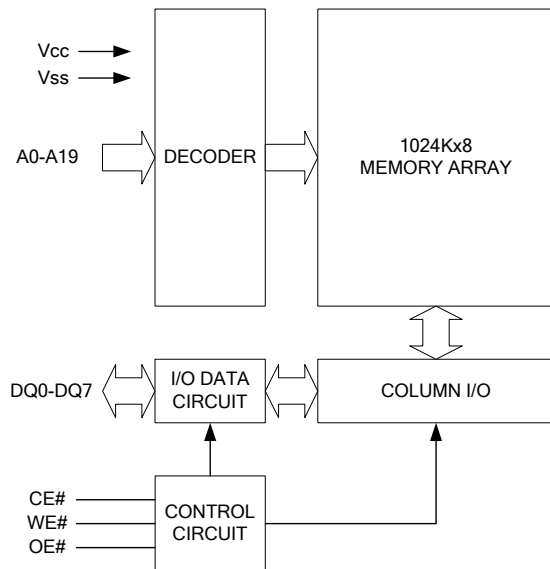 Vcc
Vss
A0-A19
DECODER
1024Kx8
MEMORY ARRAY
DQ0-DQ7
I/O DATA
CIRCUIT
COLUMN I/O
CE#
WE#
OE#
CONTROL
CIRCUIT